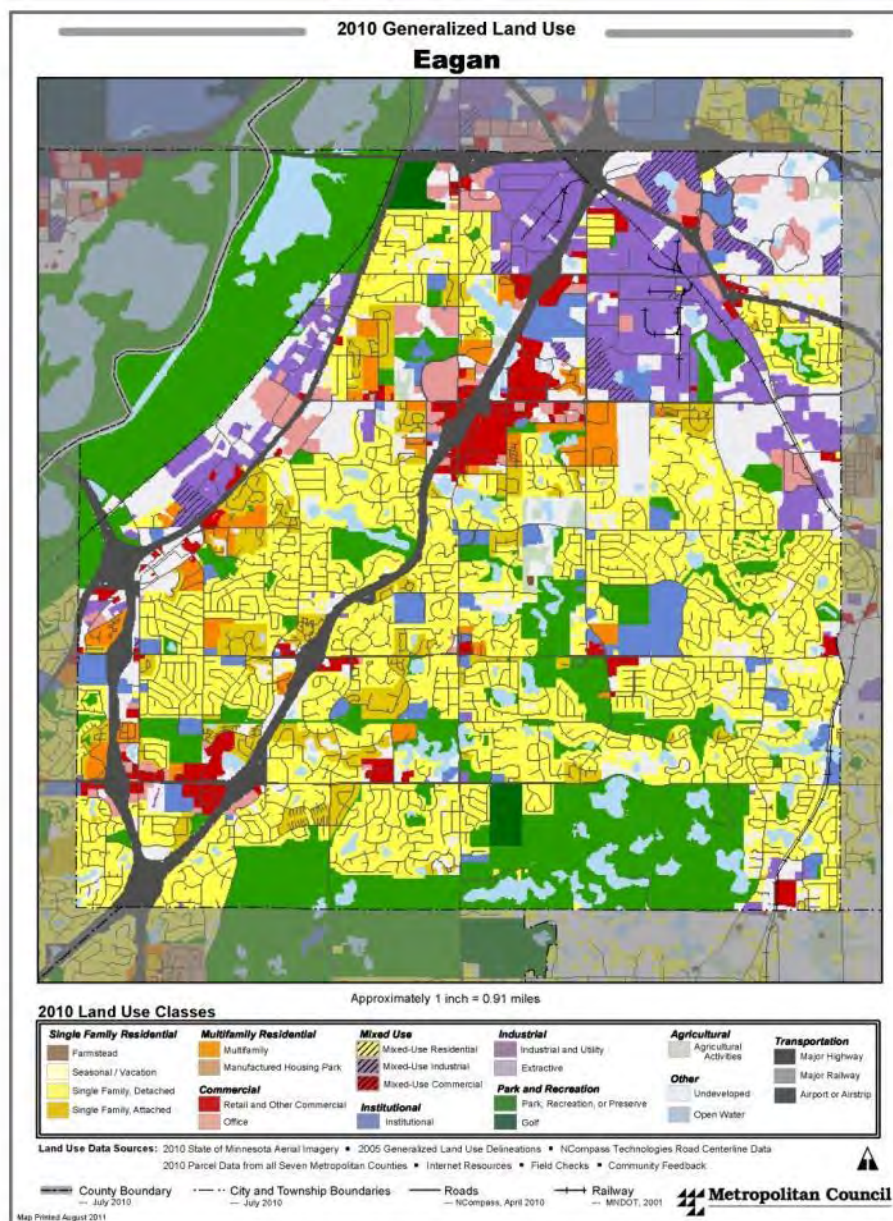 2010 Generalized Land Use
Eagan
Approximately 1 inch = 0.91 miles
2010 Land Use Classes
Single Family Residential
Farmstead
Seasonal / Vacation
Single Family, Detached
Single Family, Attached
Multifamily Residential
Multifamily
Manufactured Housing Park
Commercial
Retail and Other Commercial
Office
Mixed Use
Mixed-Use Residential
Mixed-Use Industrial
Mixed-Use Commercial
Institutional
Institutional
Industrial
Industrial and Utility
Extractive
Park and Recreation
Park, Recreation, or Preserve
Golf
Agricultural
Agricultural
Activities
Other
Undeveloped
Open Water
Transportation
Major Highway
Major Railway
Airport or Airstrip
Land Use Data Sources: 2010 State of Minnesota Aerial Imagery ▪ 2005 Generalized Land Use Delineations ▪ NCompass Technologies Road Centerline Data
2010 Parcel Data from all Seven Metropolitan Counties ▪ Internet Resources ▪ Field Checks ▪ Community Feedback
County Boundary
— July 2010
City and Township Boundaries
— July 2010
Roads
— NCompass, April 2010
Railway
— MNDOT, 2001
Metropolitan Council
Map Printed August 2011